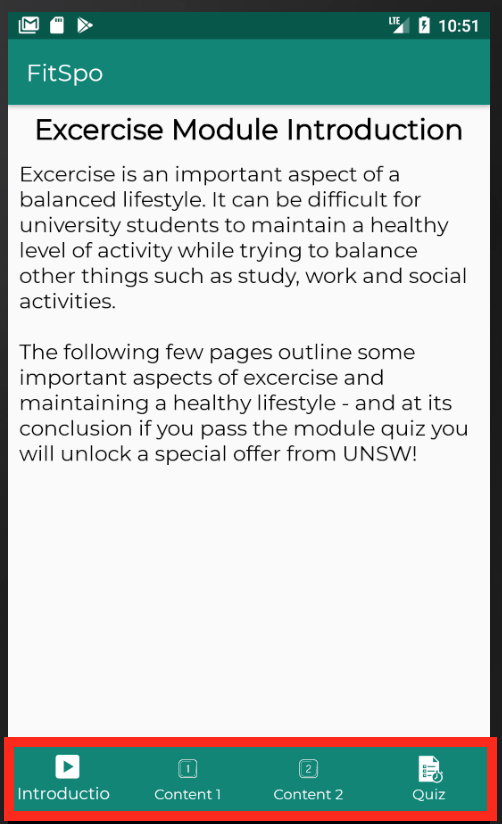 LTE 10:51
FitSpo
Excercise Module Introduction
Excercise is an important aspect of a
balanced lifestyle. It can be difficult for
university students to maintain a healthy
level of activity while trying to balance
other things such as study, work and social
activities.
The following few pages outline some
important aspects of excercise and
maintaining a healthy lifestyle - and at its
conclusion if you pass the module quiz you
will unlock a special offer from UNSW!
1 2
Introductio Content 1 Content 2 Quiz